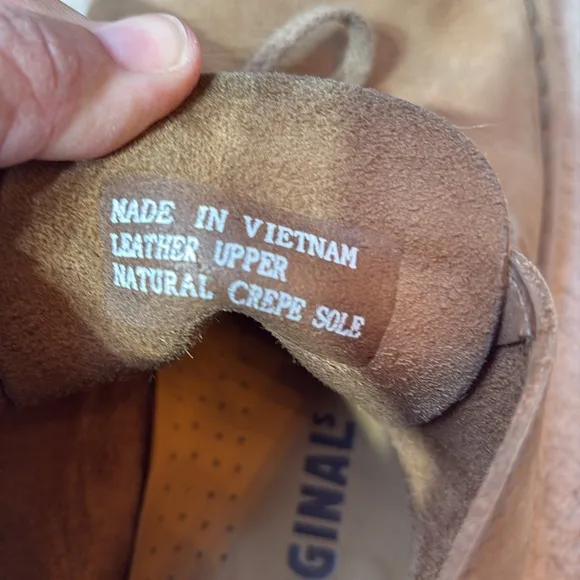 MADE IN VIETNAM
LEATHER UPPER
NATURAL CREPE SOLE
GINALS